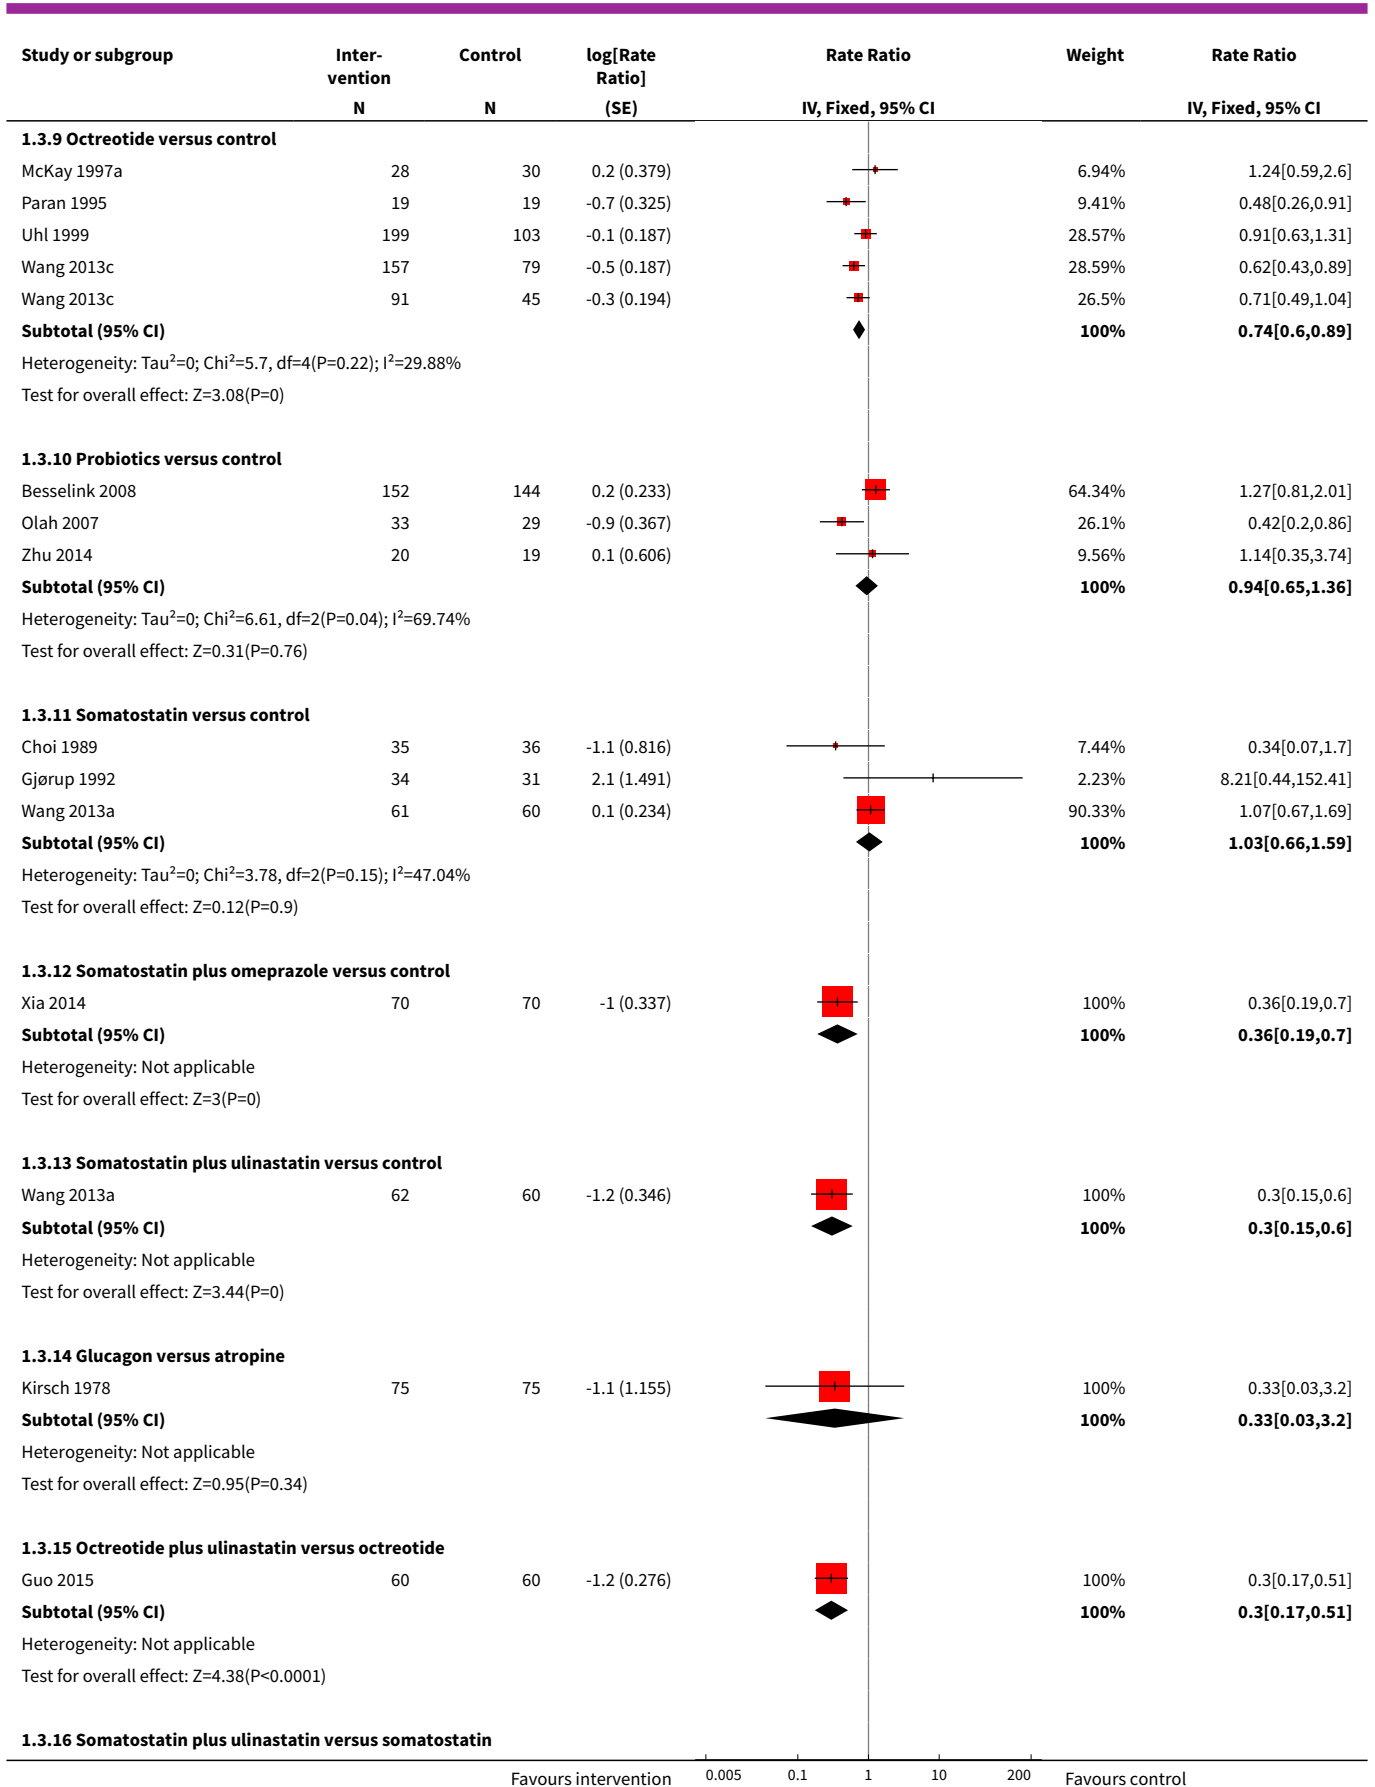 Study or subgroup Inter- Control log[Rate Rate Ratio Weight Rate Ratio
vention Ratio]
N N (SE) IV, Fixed, 95% CI IV, Fixed, 95% CI
1.3.9 Octreotide versus control
McKay 1997a 28 30 0.2 (0.379) 6.94% 1.24[0.59,2.6]
Paran 1995 19 19 -0.7 (0.325) 9.41% 0.48[0.26,0.91]
Uhl 1999 199 103 -0.1 (0.187) 28.57% 0.91[0.63,1.31]
Wang 2013c 157 79 -0.5 (0.187) 28.59% 0.62[0.43,0.89]
Wang 2013c 91 45 -0.3 (0.194) 26.5% 0.71[0.49,1.04]
Subtotal (95% CI) 100% 0.74[0.6,0.89]
Heterogeneity: Tau²=0; Chi²=5.7, df=4(P=0.22); I²=29.88%
Test for overall effect: Z=3.08(P=0)
1.3.10 Probiotics versus control
Besselink 2008 152 144 0.2 (0.233) 64.34% 1.27[0.81,2.01]
Olah 2007 33 29 -0.9 (0.367) 26.1% 0.42[0.2,0.86]
Zhu 2014 20 19 0.1 (0.606) 9.56% 1.14[0.35,3.74]
Subtotal (95% CI) 100% 0.94[0.65,1.36]
Heterogeneity: Tau²=0; Chi²=6.61, df=2(P=0.04); I²=69.74%
Test for overall effect: Z=0.31(P=0.76)
1.3.11 Somatostatin versus control
Choi 1989 35 36 -1.1 (0.816) 7.44% 0.34[0.07,1.7]
Gjørup 1992 34 31 2.1 (1.491) 2.23% 8.21[0.44,152.41]
Wang 2013a 61 60 0.1 (0.234) 90.33% 1.07[0.67,1.69]
Subtotal (95% CI) 100% 1.03[0.66,1.59]
Heterogeneity: Tau²=0; Chi²=3.78, df=2(P=0.15); I²=47.04%
Test for overall effect: Z=0.12(P=0.9)
1.3.12 Somatostatin plus omeprazole versus control
Xia 2014 70 70 -1 (0.337) 100% 0.36[0.19,0.7]
Subtotal (95% CI) 100% 0.36[0.19,0.7]
Heterogeneity: Not applicable
Test for overall effect: Z=3(P=0)
1.3.13 Somatostatin plus ulinastatin versus control
Wang 2013a 62 60 -1.2 (0.346) 100% 0.3[0.15,0.6]
Subtotal (95% CI) 100% 0.3[0.15,0.6]
Heterogeneity: Not applicable
Test for overall effect: Z=3.44(P=0)
1.3.14 Glucagon versus atropine
Kirsch 1978 75 75 -1.1 (1.155) 100% 0.33[0.03,3.2]
Subtotal (95% CI) 100% 0.33[0.03,3.2]
Heterogeneity: Not applicable
Test for overall effect: Z=0.95(P=0.34)
1.3.15 Octreotide plus ulinastatin versus octreotide
Guo 2015 60 60 -1.2 (0.276) 100% 0.3[0.17,0.51]
Subtotal (95% CI) 100% 0.3[0.17,0.51]
Heterogeneity: Not applicable
Test for overall effect: Z=4.38(P<0.0001)
1.3.16 Somatostatin plus ulinastatin versus somatostatin
Favours intervention 0.005 0.1 1 10 200 Favours control